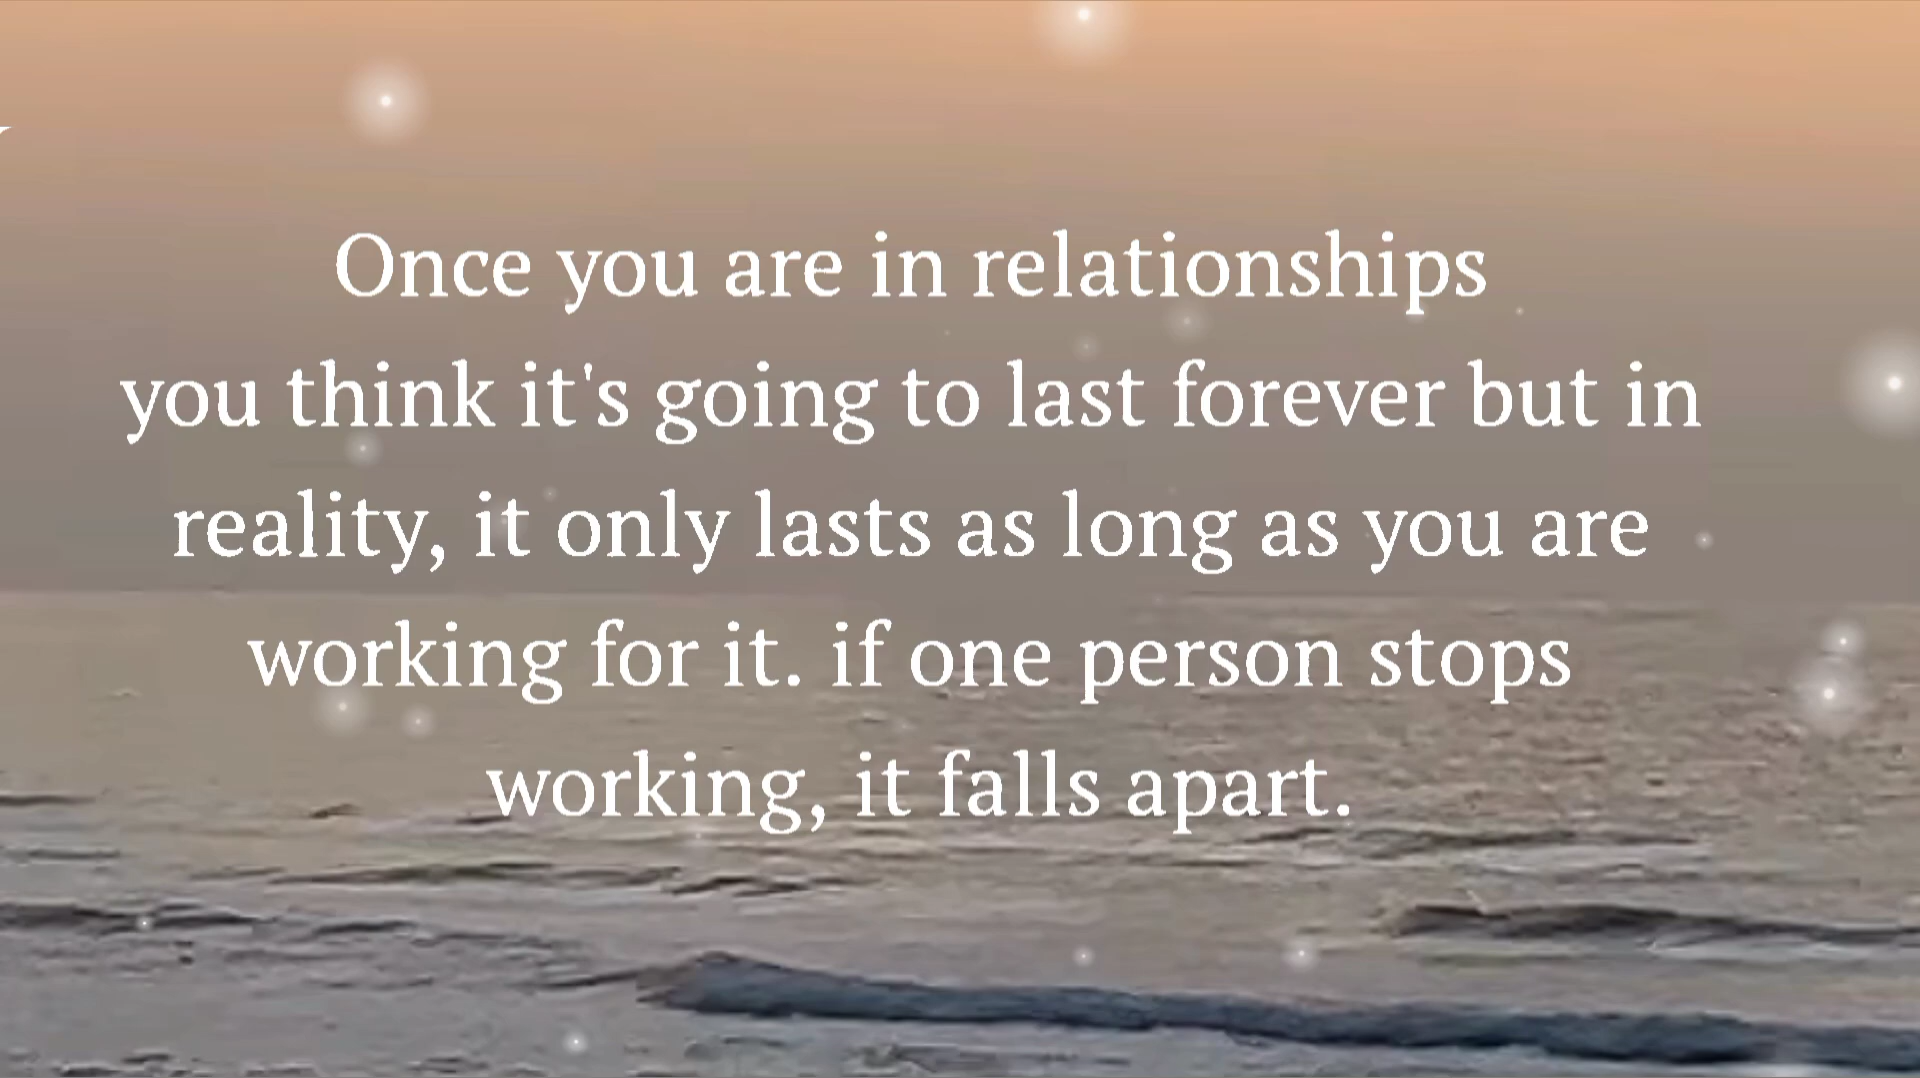 Once you are in relationships
you think it's going to last forever but in
reality, it only lasts as long as you are
working for it. if one person stops
working, it falls apart.